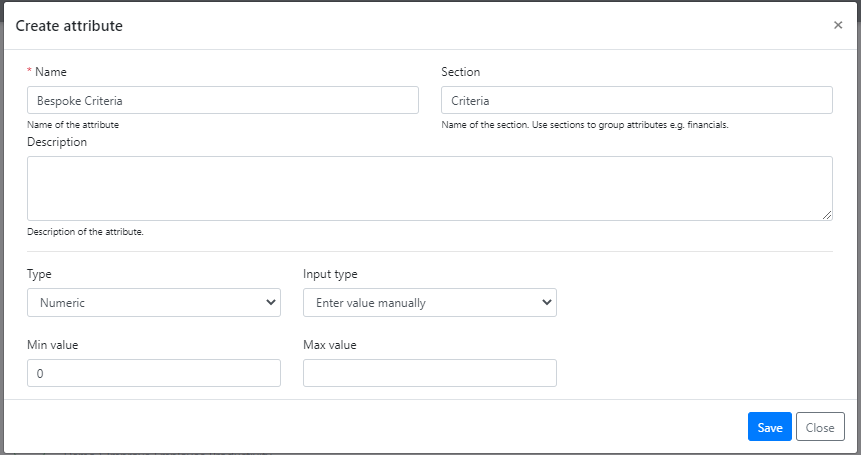 Create attribute ×
* Name Section
Bespoke Criteria Criteria
Name of the attribute Name of the section. Use sections to group attributes e.g. financials.
Description
Description of the attribute.
Type Input type
Numeric Enter value manually
Min value Max value
0
Save Close